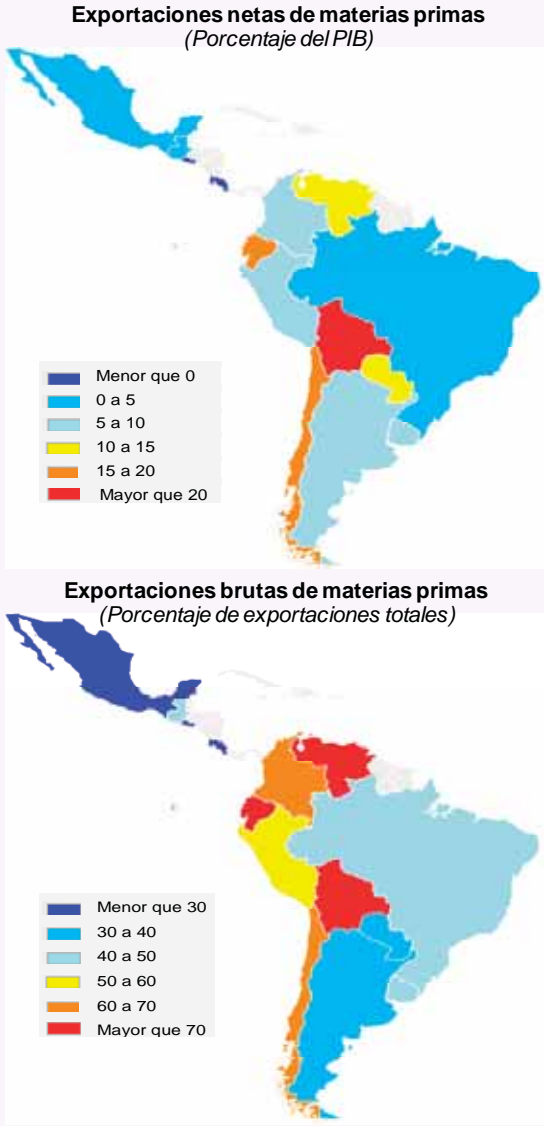 Exportaciones netas de materias primas
(Porcentaje del PIB)
Menor que 0
0 a 5
5 a 10
10 a 15
15 a 20
Mayor que 20
Exportaciones brutas de materias primas
(Porcentaje de exportaciones totales)
Menor que 30
30 a 40
40 a 50
50 a 60
60 a 70
Mayor que 70